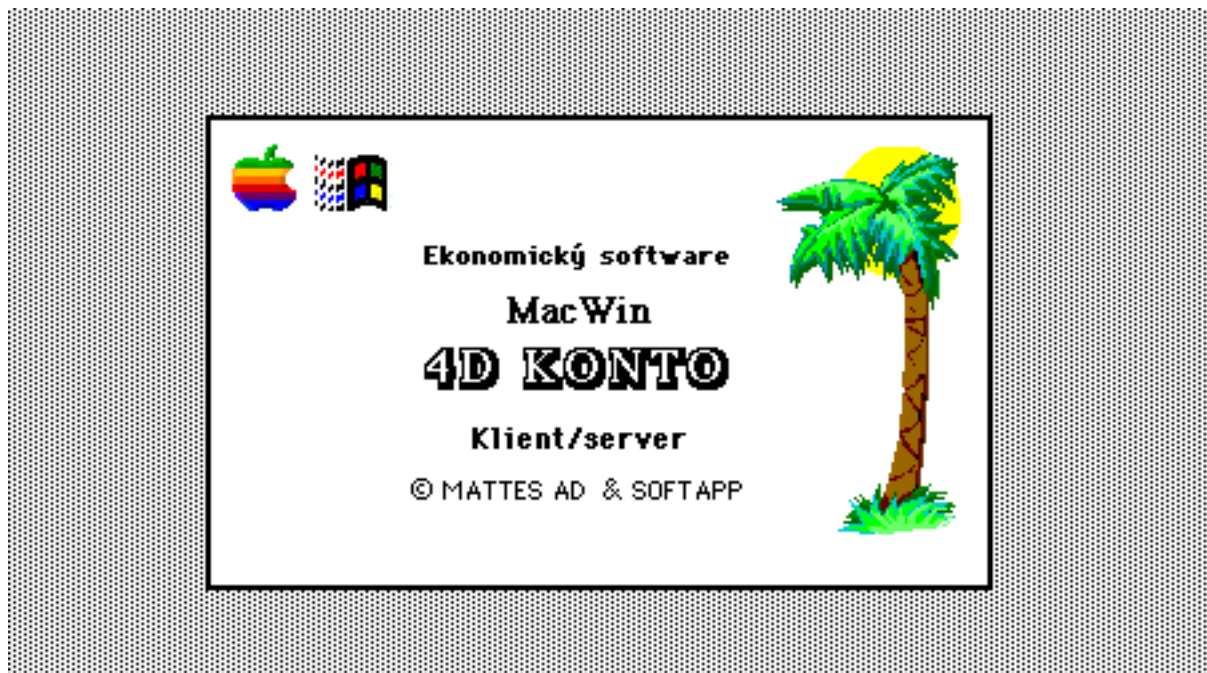 Ekonomický software
MacWin
4D KONTO
Klient/server
© MATTES AD & SOFTAPP